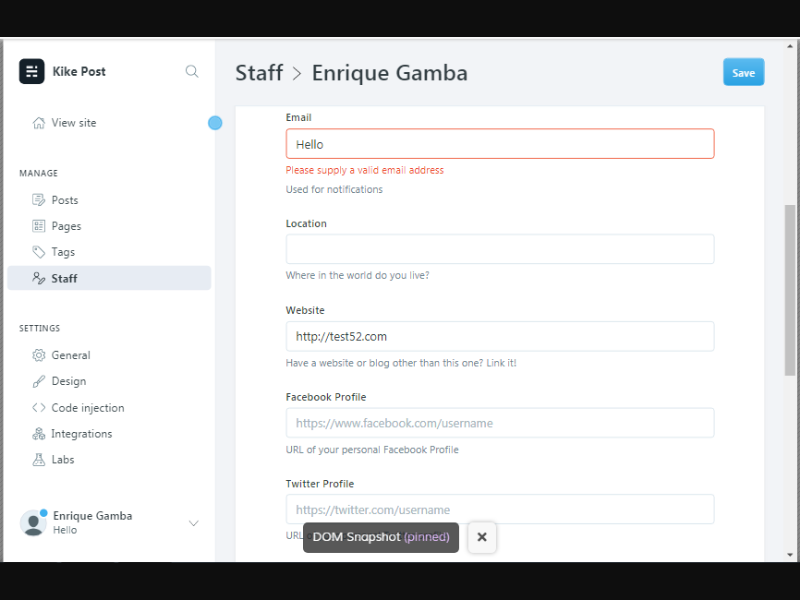 Kike Post
View site
MANAGE
Posts
Pages
Tags
Staff
SETTINGS
General
Design
Code injection
Integrations
Labs
Enrique Gamba
Hello
Staff > Enrique Gamba
Save
Email
Hello
Please supply a valid email address
Used for notifications
Location
Where in the world do you live?
Website
http://test52.com
Have a website or blog other than this one? Link it!
Facebook Profile
https://www.facebook.com/username
URL of your personal Facebook Profile
Twitter Profile
https://twitter.com/username
URL
DOM Snapshot (pinned)